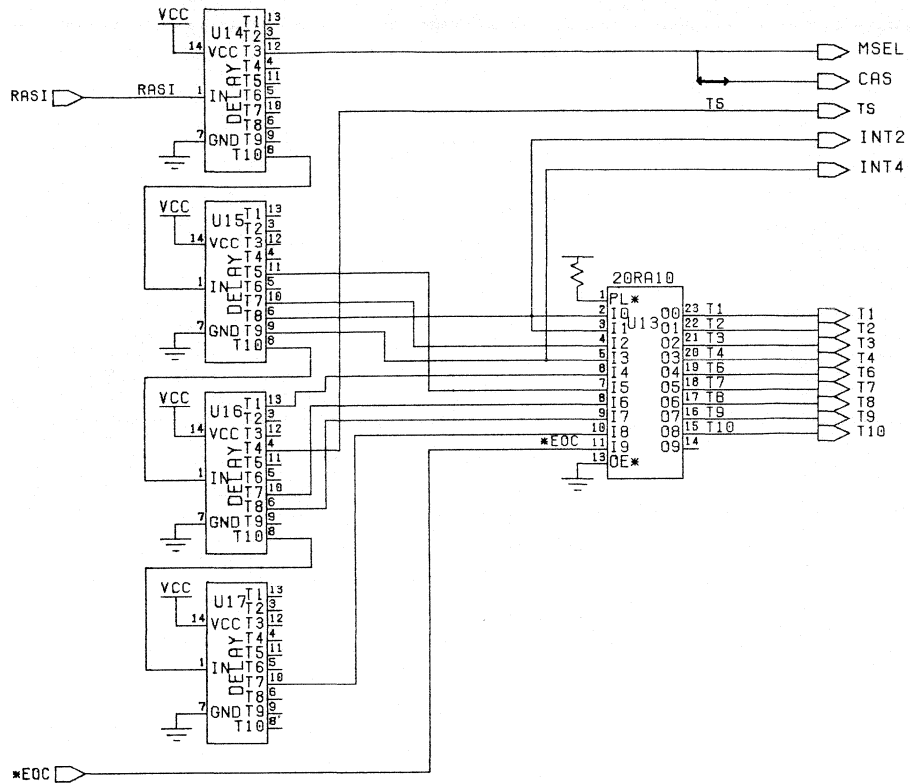 VCC
U14
14 VCC
RASI
RASI
1 IN
DELAY
7 GND
T1 13
T2 3
T3 12
T4 4
T5 11
T6 5
T7 10
T8 6
T9 9
T10 8
MSEL
CAS
TS
TS
INT2
INT4
VCC
U15
14 VCC
1 IN
DELAY
7 GND
T1 13
T2 3
T3 12
T4 4
T5 11
T6 5
T7 10
T8 6
T9 9
T10 8
VCC
U16
14 VCC
1 IN
DELAY
7 GND
T1 13
T2 3
T3 12
T4 4
T5 11
T6 5
T7 10
T8 6
T9 9
T10 8
VCC
U17
14 VCC
1 IN
DELAY
7 GND
T1 13
T2 3
T3 12
T4 4
T5 11
T6 5
T7 10
T8 6
T9 9
T10 8
20RA10
U13
1 PL*
2 I0
3 I1
4 I2
5 I3
6 I4
7 I5
8 I6
9 I7
10 I8
*EOC 11 I9
13 OE*
O0 23 T1 T1
O1 22 T2 T2
O2 21 T3 T3
O3 20 T4 T4
O4 19 T6 T6
O5 18 T7 T7
O6 17 T8 T8
O7 16 T9 T9
O8 15 T10 T10
O9 14
*EOC